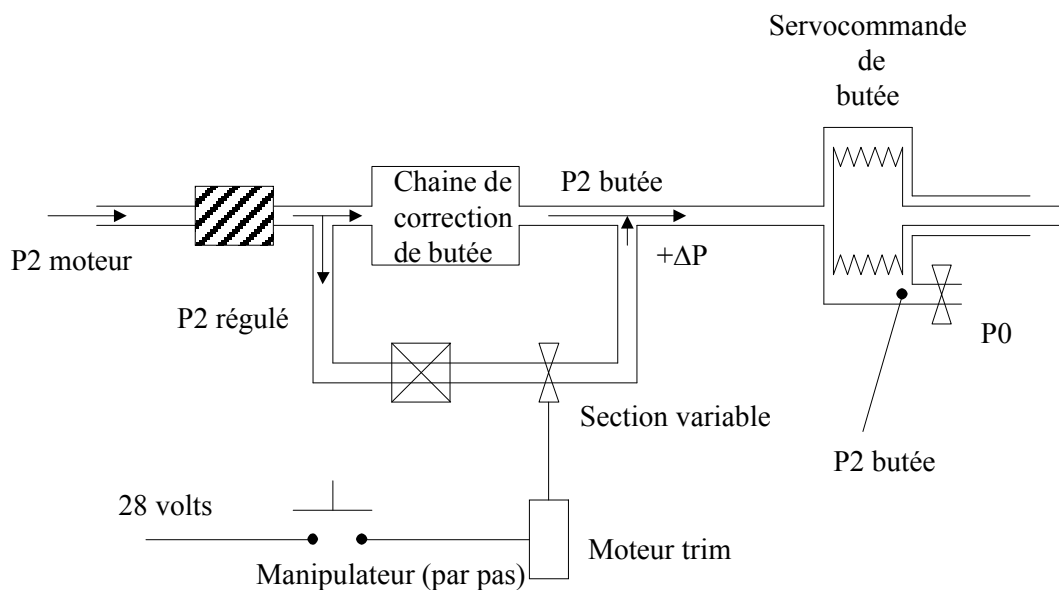 Servocommande
de
butée
Chaine de
correction
de butée
P2 butée
P2 moteur
+ΔP
P2 régulé
P0
Section variable
P2 butée
28 volts
Moteur trim
Manipulateur (par pas)